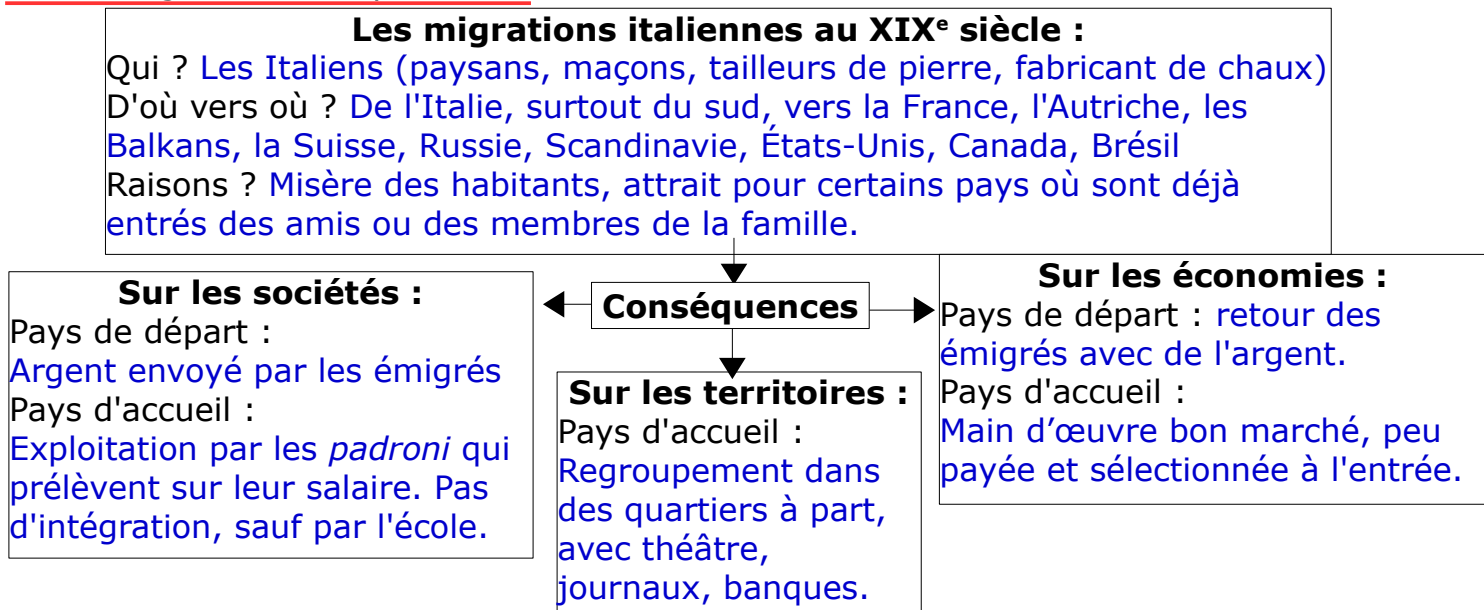 Les migrations italiennes au XIXe siècle :
Qui ? Les Italiens (paysans, maçons, tailleurs de pierre, fabricant de chaux)
D'où vers où ? De l'Italie, surtout du sud, vers la France, l'Autriche, les
Balkans, la Suisse, Russie, Scandinavie, États-Unis, Canada, Brésil
Raisons ? Misère des habitants, attrait pour certains pays où sont déjà
entrés des amis ou des membres de la famille.
Conséquences
Sur les sociétés :
Pays de départ :
Argent envoyé par les émigrés
Pays d'accueil :
Exploitation par les padroni qui
prélèvent sur leur salaire. Pas
d'intégration, sauf par l'école.
Sur les territoires :
Pays d'accueil :
Regroupement dans
des quartiers à part,
avec théâtre,
journaux, banques.
Sur les économies :
Pays de départ : retour des
émigrés avec de l'argent.
Pays d'accueil :
Main d’œuvre bon marché, peu
payée et sélectionnée à l'entrée.